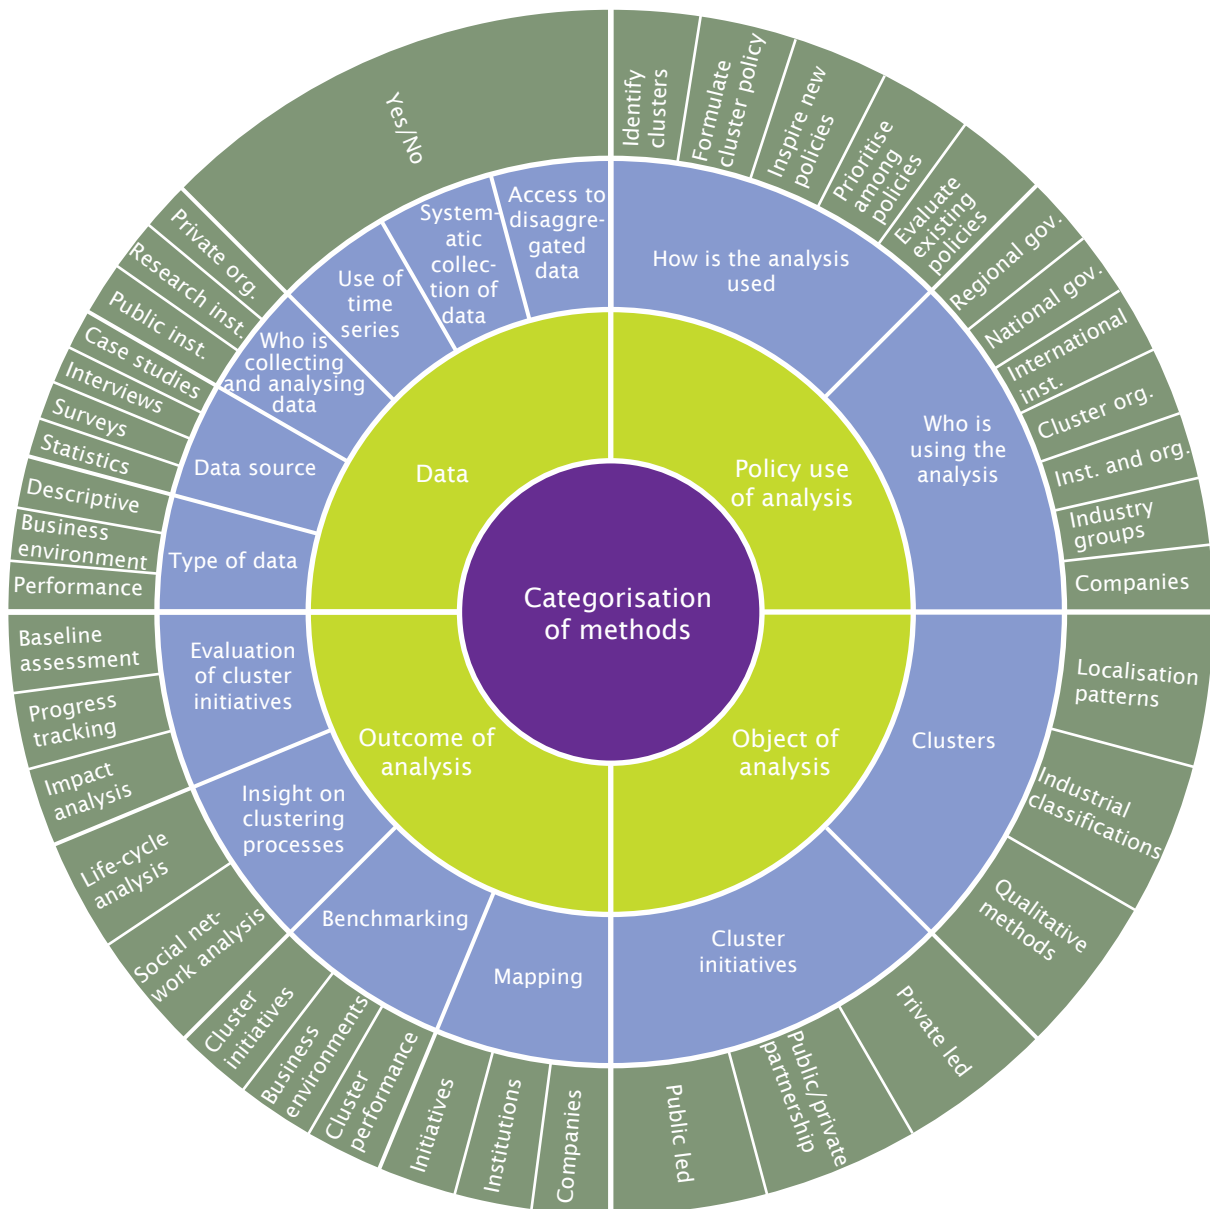 Categorisation
of methods
Policy use
of analysis
How is the analysis
used
Identify
clusters
Formulate
cluster policy
Inspire new
policies
Prioritise
among
policies
Evaluate
existing
policies
Who is
using the
analysis
Regional gov.
National gov.
International
inst.
Cluster org.
Inst. and org.
Industry
groups
Companies
Object of
analysis
Clusters
Localisation
patterns
Industrial
classifications
Qualitative
methods
Cluster
initiatives
Private led
Public/private
partnership
Public led
Outcome of
analysis
Mapping
Companies
Institutions
Initiatives
Benchmarking
Cluster
performance
Business
environments
Cluster
initiatives
Insight on
clustering
processes
Social net-
work analysis
Life-cycle
analysis
Evaluation
of cluster
initiatives
Impact
analysis
Progress
tracking
Baseline
assessment
Data
Type of data
Performance
Business
environment
Descriptive
Data source
Statistics
Surveys
Interviews
Case studies
Who is
collecting
and analysing
data
Public inst.
Research inst.
Private org.
Use of
time
series
System-
atic
collec-
tion of
data
Access to
disaggre-
gated
data
Yes/No